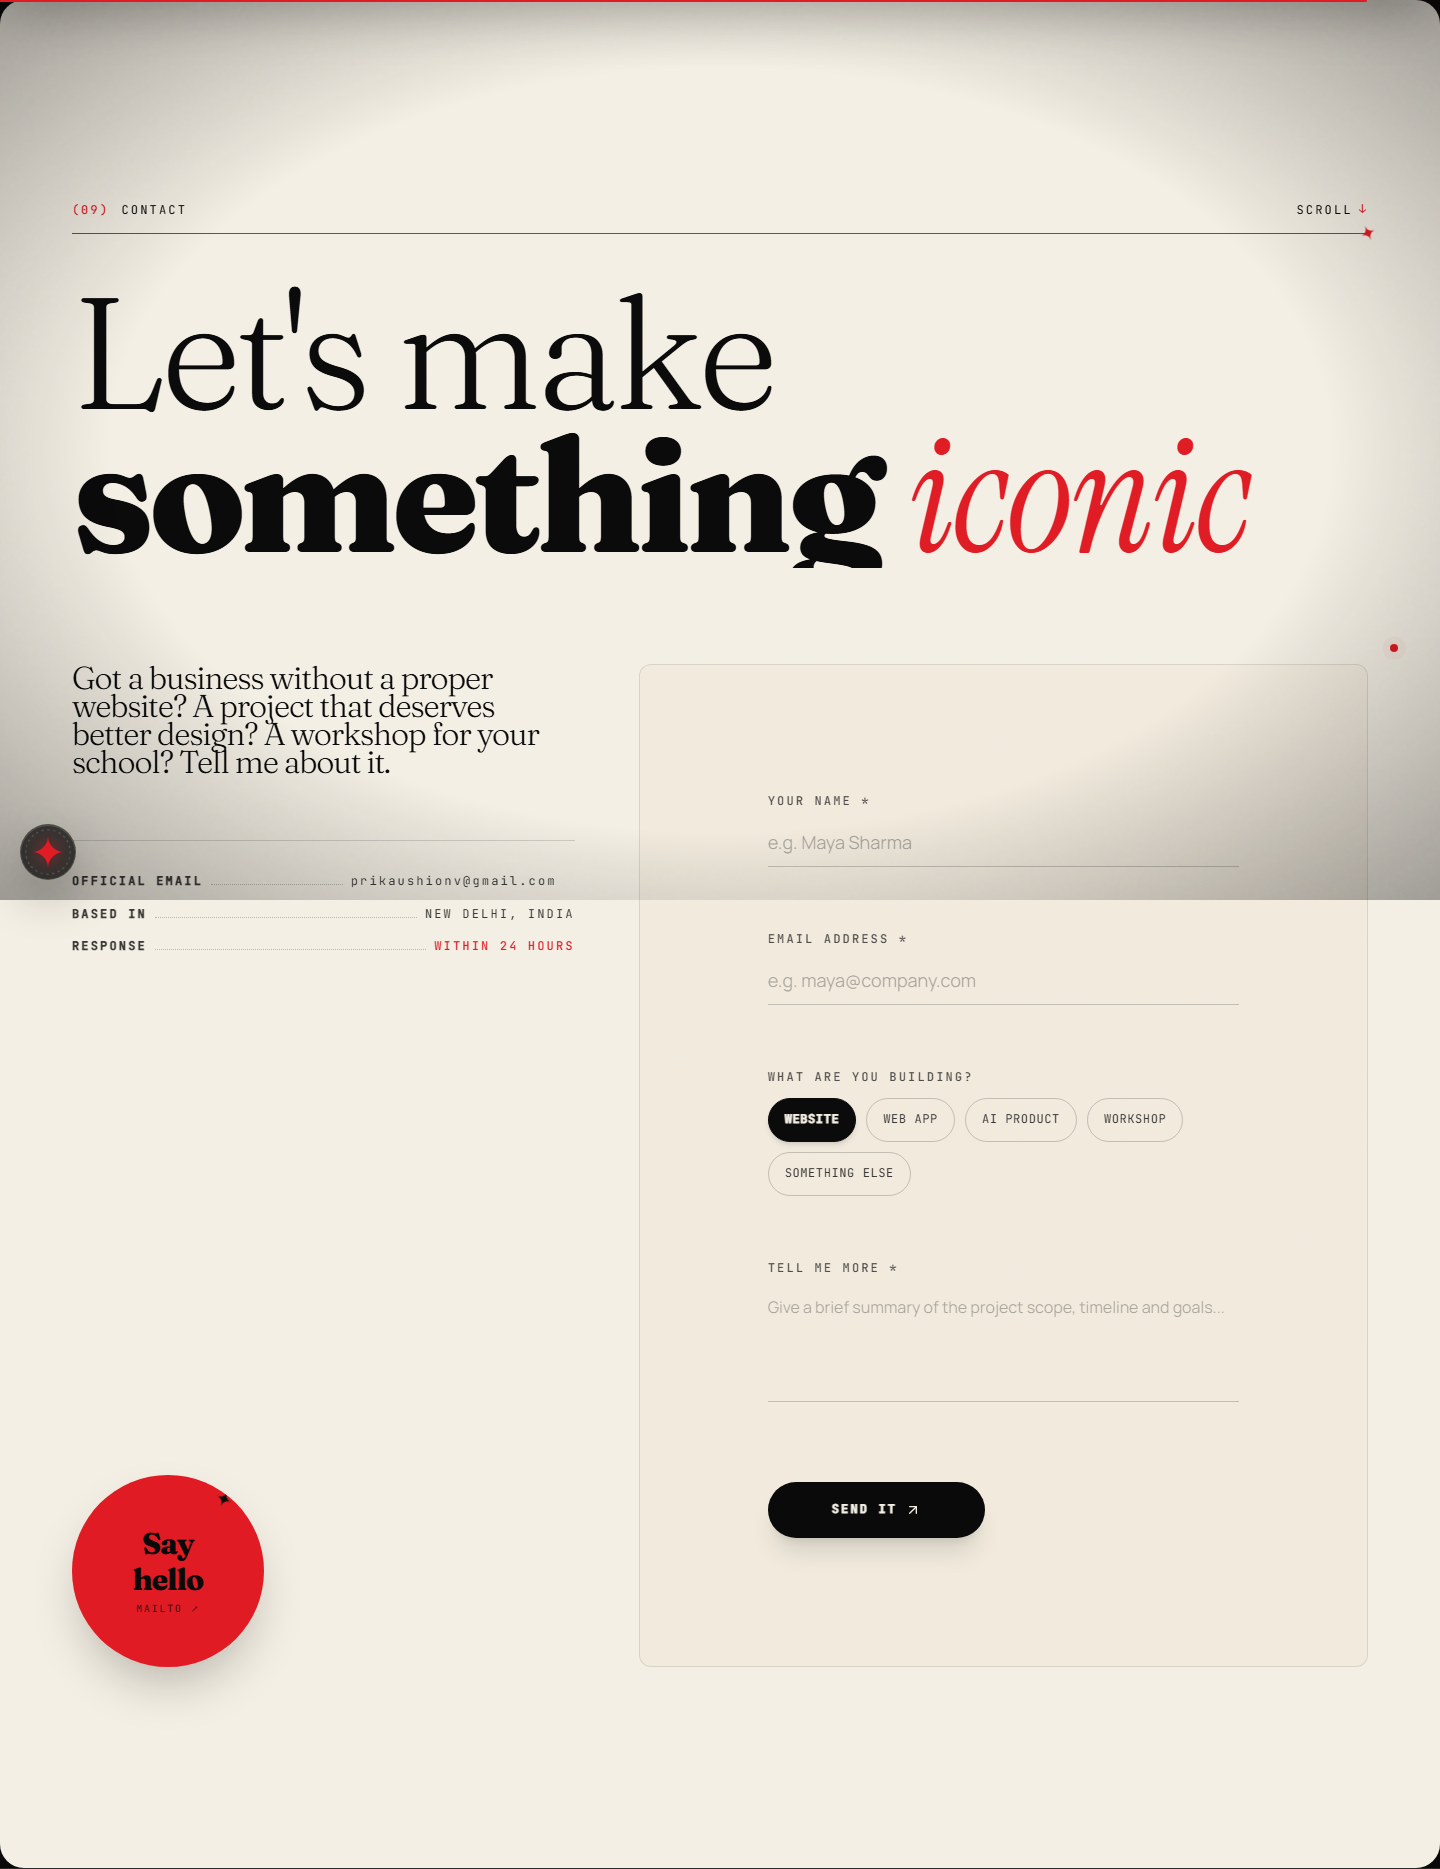 (09) CONTACT
SCROLL ↓
Let's make
something iconic
Got a business without a proper
website? A project that deserves
better design? A workshop for your
school? Tell me about it.
OFFICIAL EMAIL prikaushionv@gmail.com
BASED IN NEW DELHI, INDIA
RESPONSE WITHIN 24 HOURS
Say
hello
MAILTO ↗
YOUR NAME *
e.g. Maya Sharma
EMAIL ADDRESS *
e.g. maya@company.com
WHAT ARE YOU BUILDING?
WEBSITE WEB APP AI PRODUCT WORKSHOP
SOMETHING ELSE
TELL ME MORE *
Give a brief summary of the project scope, timeline and goals...
SEND IT ↗